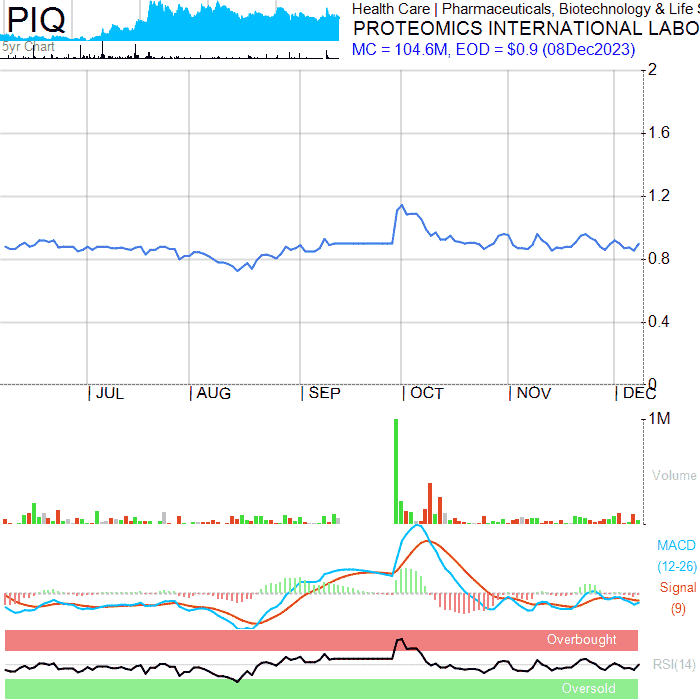 PIQ
5yr Chart
Health Care | Pharmaceuticals, Biotechnology & Life
PROTEOMICS INTERNATIONAL LABO
MC = 104.6M, EOD = $0.9 (08Dec2023)
2
1.6
1.2
0.8
0.4
0
| JUL | AUG | SEP | OCT | NOV | DEC
1M
Volume
MACD
(12-26)
Signal
(9)
Overbought
RSI(14)
Oversold